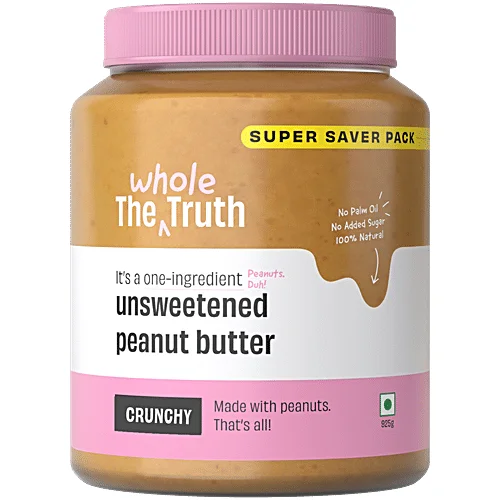 SUPER SAVER PACK
whole
The Truth
No Palm Oil
No Added Sugar
100% Natural
It's a one-ingredient
Peanuts.
Duh!
unsweetened
peanut butter
CRUNCHY
Made with peanuts.
That's all!
925g